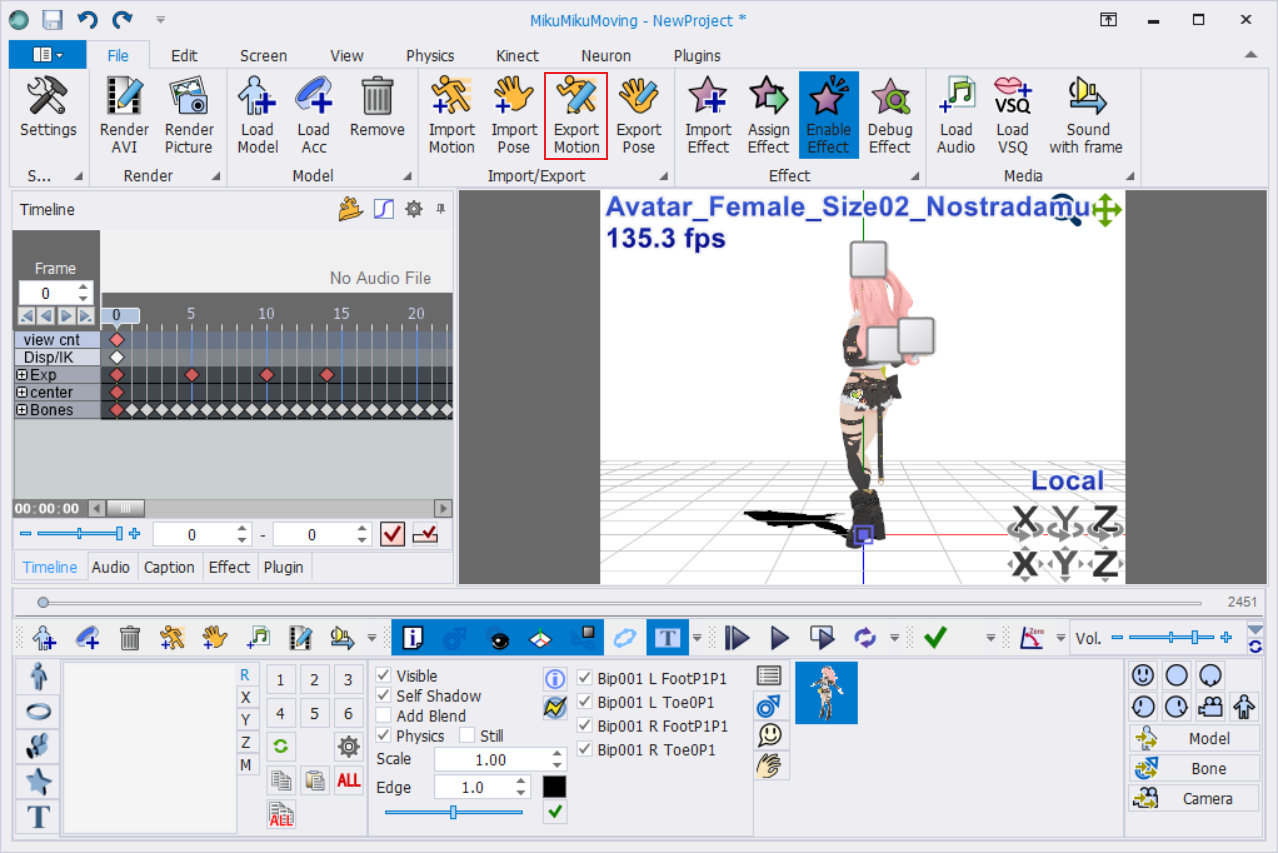 MikuMikuMoving - NewProject *
File Edit Screen View Physics Kinect Neuron Plugins
Settings
Render AVI
Render Picture
Load Model
Load Acc
Remove
Import Motion
Import Pose
Export Motion
Export Pose
Import Effect
Assign Effect
Enable Effect
Debug Effect
Load Audio
VSQ
Load VSQ
Sound with frame
S... Render Model Import/Export Effect Media
Timeline
Avatar_Female_Size02_Nostradamu
135.3 fps
Frame
No Audio File
0
0 5 10 15 20
view cnt
Disp/IK
Exp
center
Bones
Local
X Y Z
X Y Z
00:00:00
0 - 0
Timeline Audio Caption Effect Plugin
2451
T
Zero
Vol.
R
X
Y
Z
M
1 2 3
4 5 6
ALL
ALL
T
Visible
Self Shadow
Add Blend
Physics Still
Scale 1.00
Edge 1.0
Bip001 L FootP1P1
Bip001 L Toe0P1
Bip001 R FootP1P1
Bip001 R Toe0P1
Model
Bone
Camera